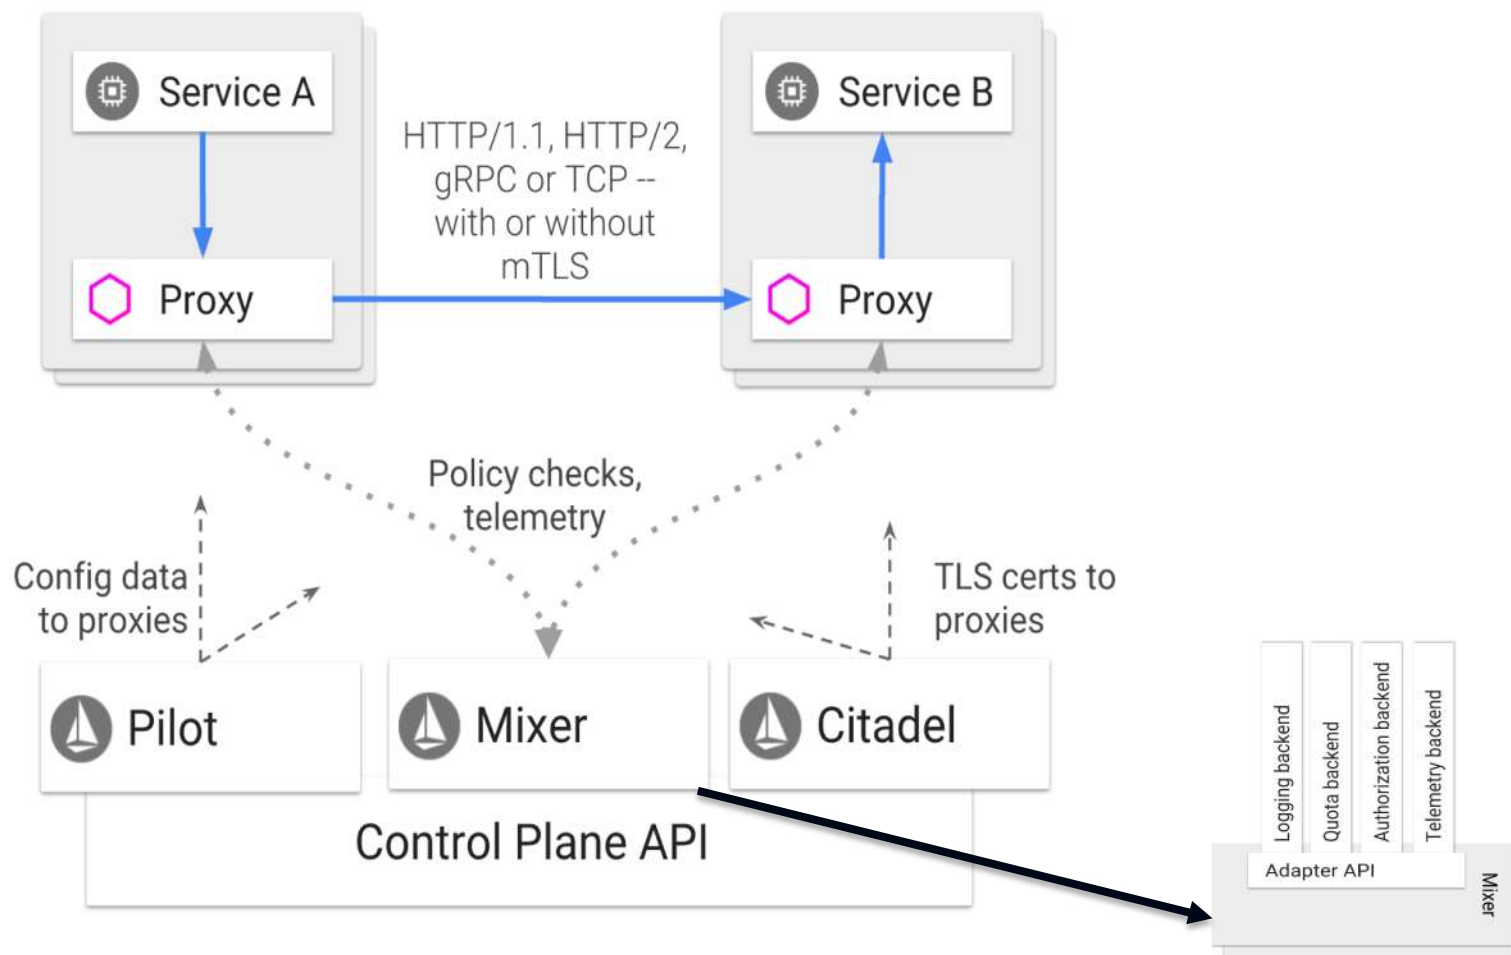 Service A
Service B
HTTP/1.1, HTTP/2,
gRPC or TCP --
with or without
mTLS
Proxy
Proxy
Policy checks,
telemetry
Config data
to proxies
TLS certs to
proxies
Pilot
Mixer
Citadel
Control Plane API
Logging backend
Quota backend
Authorization backend
Telemetry backend
Adapter API
Mixer